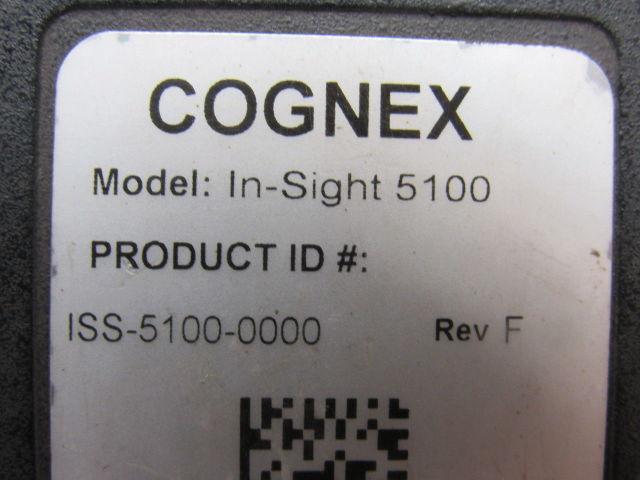 COGNEX
Model: In-Sight 5100
PRODUCT ID #:
ISS-5100-0000 Rev F